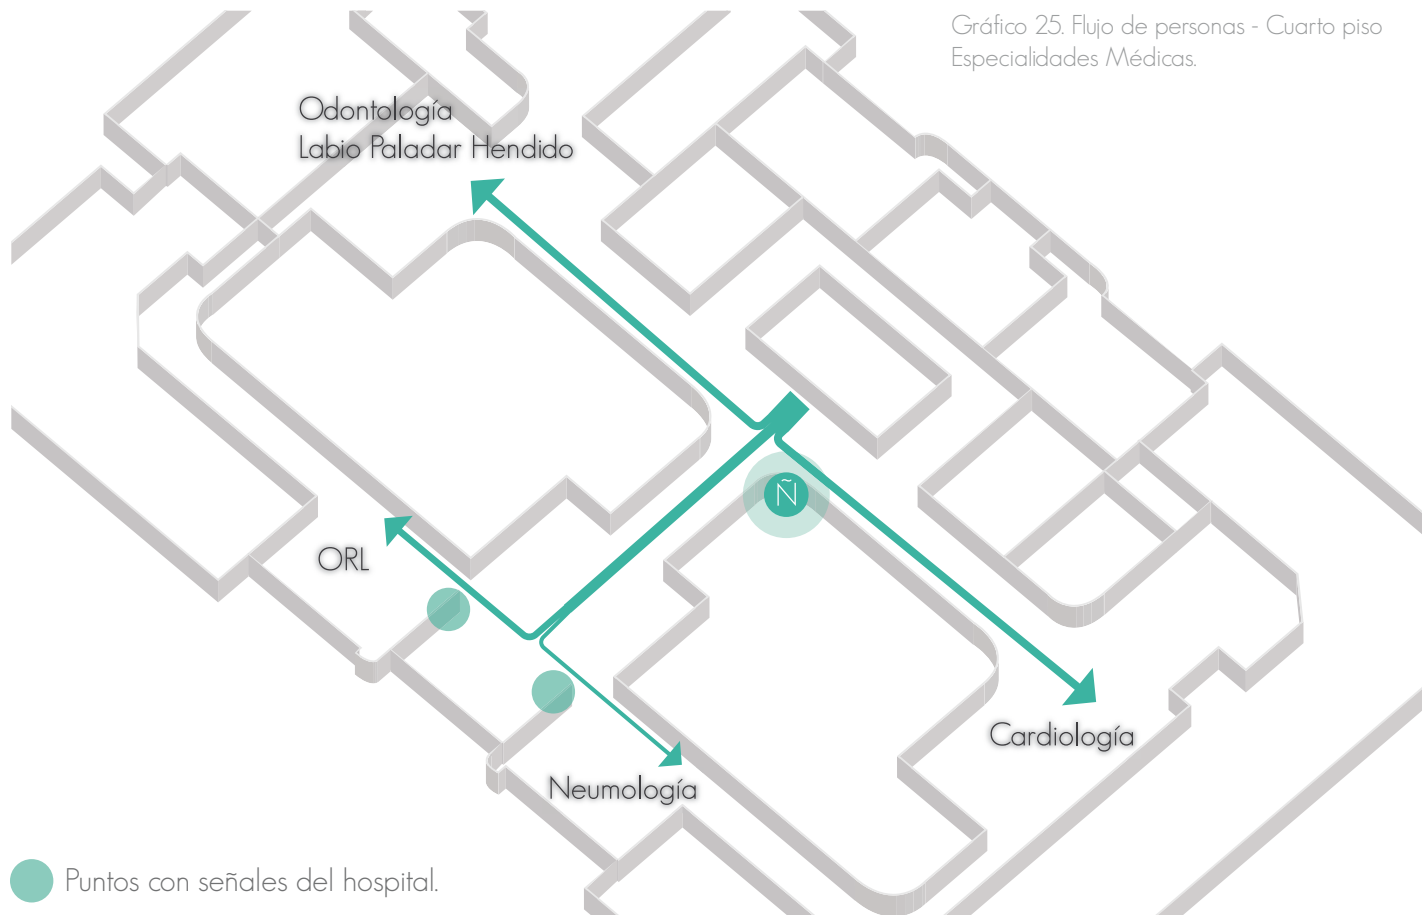 Gráfico 25. Flujo de personas - Cuarto piso
Especialidades Médicas.
Odontología
Labio Paladar Hendido
Ñ
ORL
Cardiología
Neumología
Puntos con señales del hospital.